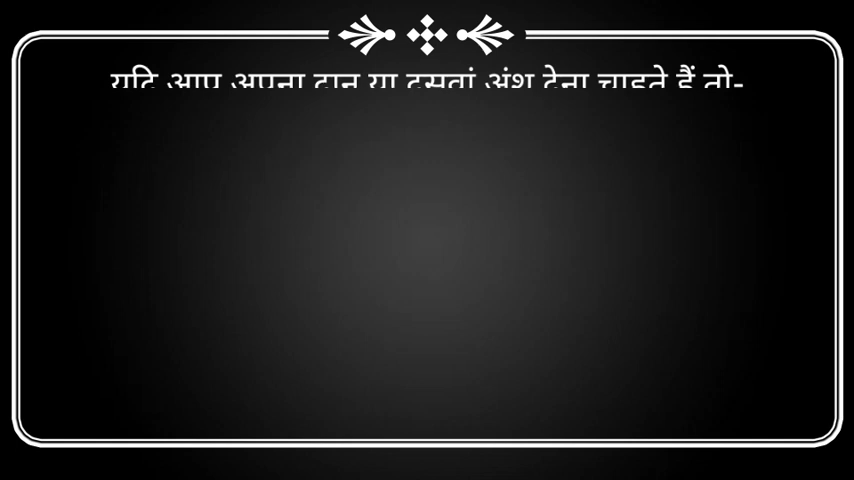 यदि आप अपना दान या दसवां अंश देना चाहते हैं तो-